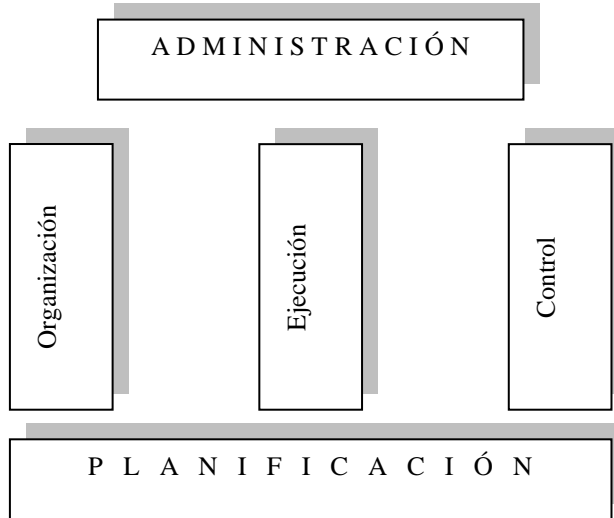 ADMINISTRACIÓN
Organización
Ejecución
Control
PLANIFICACIÓN